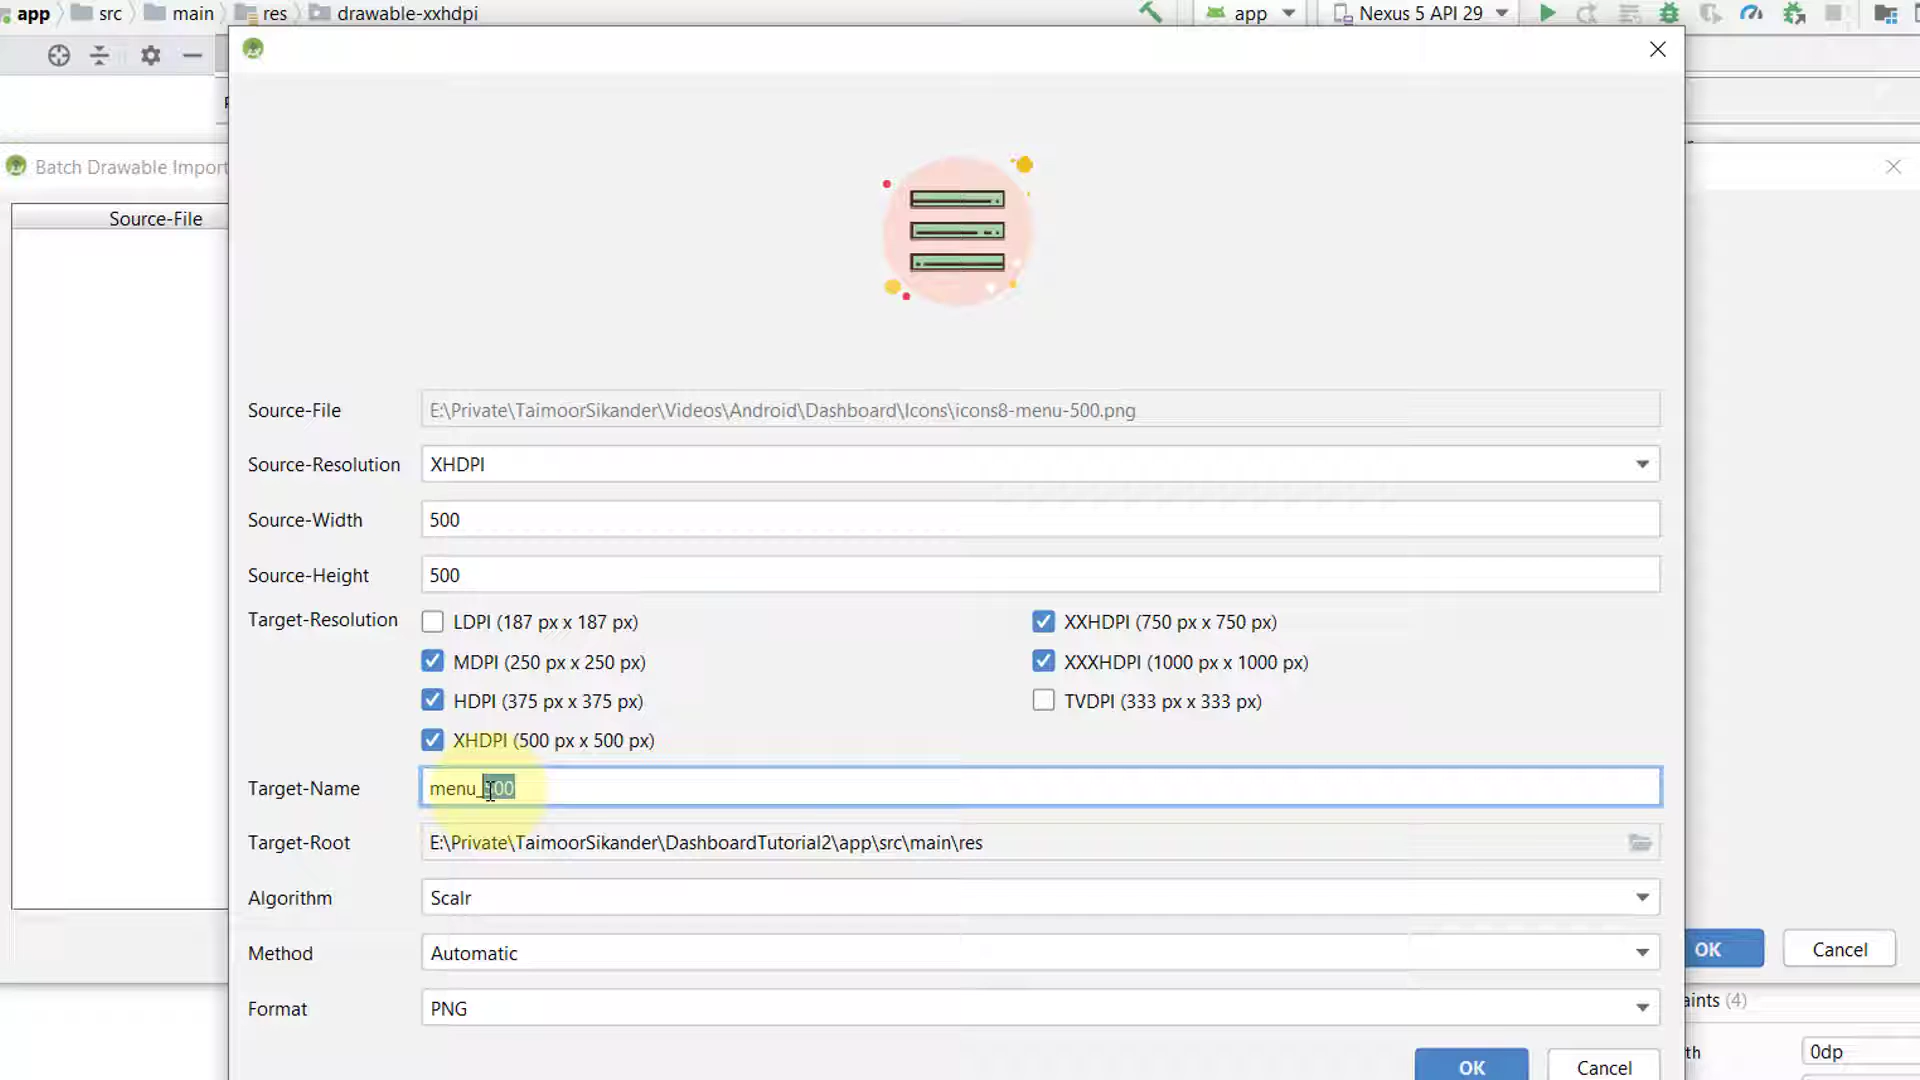 app src main res drawable-xxhdpi app Nexus 5 API 29
Batch Drawable Import
Source-File
Source-File E:\Private\TaimoorSikander\Videos\Android\Dashboard\Icons\icons8-menu-500.png
Source-Resolution XHDPI
Source-Width 500
Source-Height 500
Target-Resolution LDPI (187 px x 187 px) XXHDPI (750 px x 750 px)
MDPI (250 px x 250 px) XXXHDPI (1000 px x 1000 px)
HDPI (375 px x 375 px) TVDPI (333 px x 333 px)
XHDPI (500 px x 500 px)
Target-Name menu_500
Target-Root E:\Private\TaimoorSikander\DashboardTutorial2\app\src\main\res
Algorithm Scalr
OK Cancel
Method Automatic
aints (4)
Format PNG
th 0dp
OK Cancel